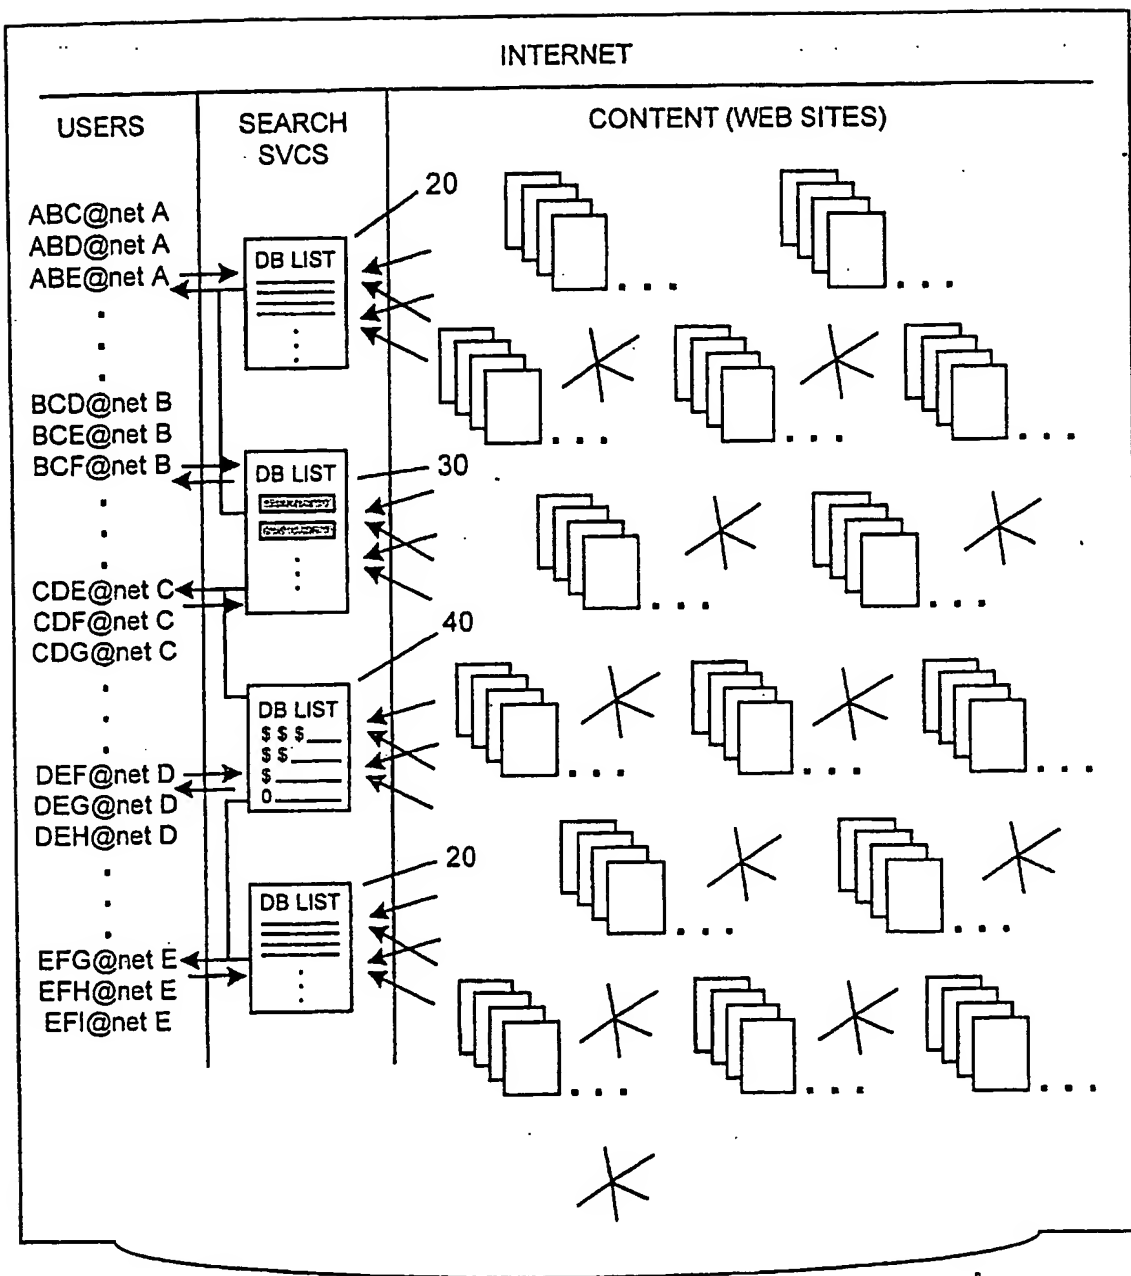 INTERNET
USERS
SEARCH
SVCS
CONTENT (WEB SITES)
ABC@net A
ABD@net A
ABE@net A
BCD@net B
BCE@net B
BCF@net B
CDE@net C
CDF@net C
CDG@net C
DEF@net D
DEG@net D
DEH@net D
EFG@net E
EFH@net E
EFI@net E
20
DB LIST
30
DB LIST
40
DB LIST
$ $ $
$ $
$
0
20
DB LIST